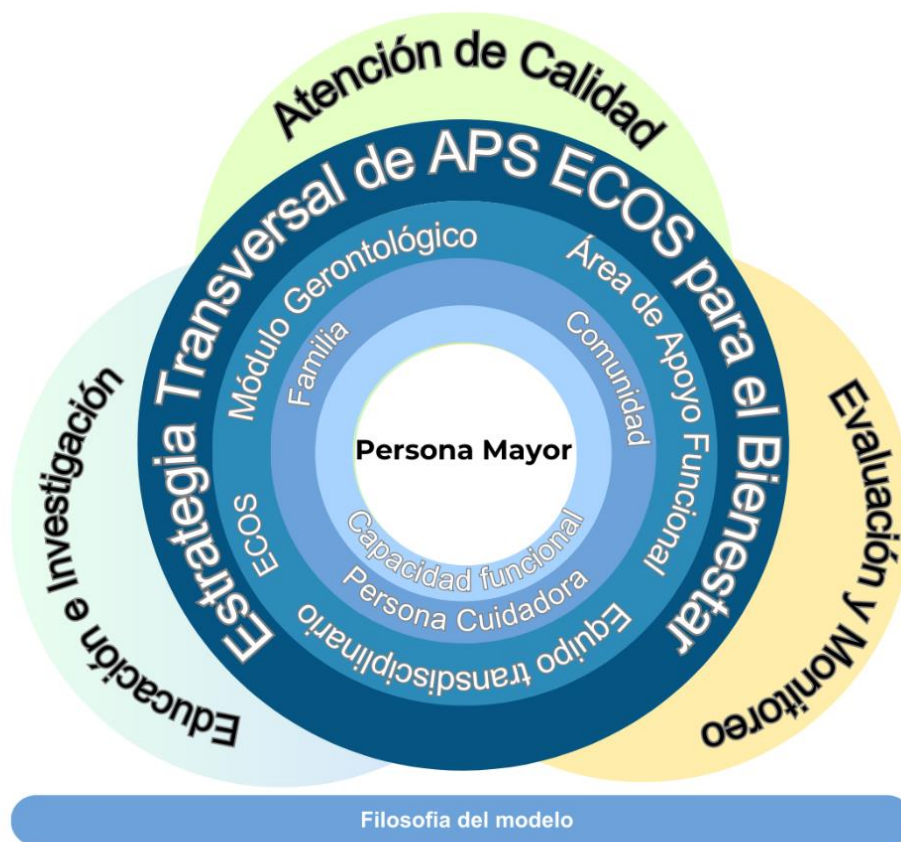 Atención de Calidad
Estrategia Transversal de APS ECOS para el Bienestar
Módulo Gerontológico
Área de Apoyo Funcional
Familia
Comunidad
Persona Mayor
Capacidad funcional
Persona Cuidadora
ECOS
Equipo transdisciplinario
Educación e Investigación
Evaluación y Monitoreo
Filosofia del modelo